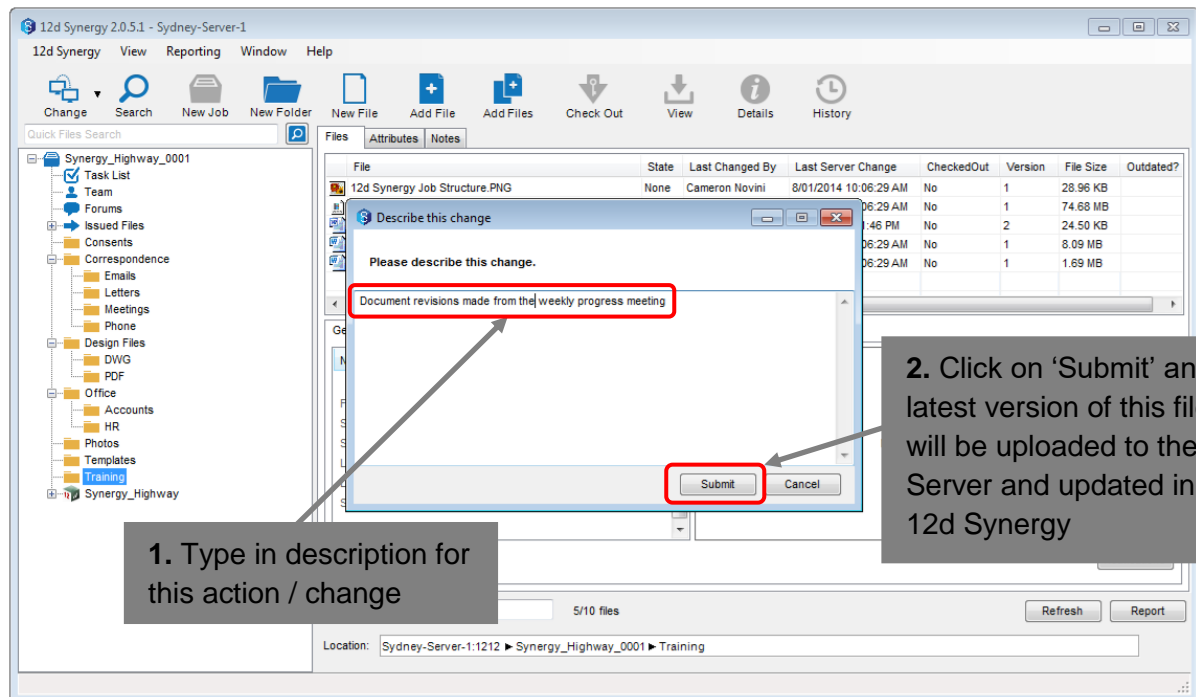 12d Synergy 2.0.5.1 - Sydney-Server-1
12d Synergy View Reporting Window Help
Change Search New Job New Folder New File Add File Add Files Check Out View Details History
Quick Files Search
Files Attributes Notes
Synergy_Highway_0001
Task List
Team
Forums
Issued Files
Consents
Correspondence
Emails
Letters
Meetings
Phone
Design Files
DWG
PDF
Office
Accounts
HR
Photos
Templates
Training
Synergy_Highway
File State Last Changed By Last Server Change CheckedOut Version File Size Outdated?
12d Synergy Job Structure.PNG None Cameron Novini 8/01/2014 10:06:29 AM No 1 28.96 KB
06:29 AM No 1 74.68 MB
1:46 PM No 2 24.50 KB
06:29 AM No 1 8.09 MB
06:29 AM No 1 1.69 MB
Describe this change
Please describe this change.
Document revisions made from the weekly progress meeting
Submit Cancel
Ge
1. Type in description for
this action / change
2. Click on ‘Submit’ an
latest version of this fil
will be uploaded to the
Server and updated in
12d Synergy
5/10 files
Refresh Report
Location: Sydney-Server-1:1212 ► Synergy_Highway_0001 ► Training